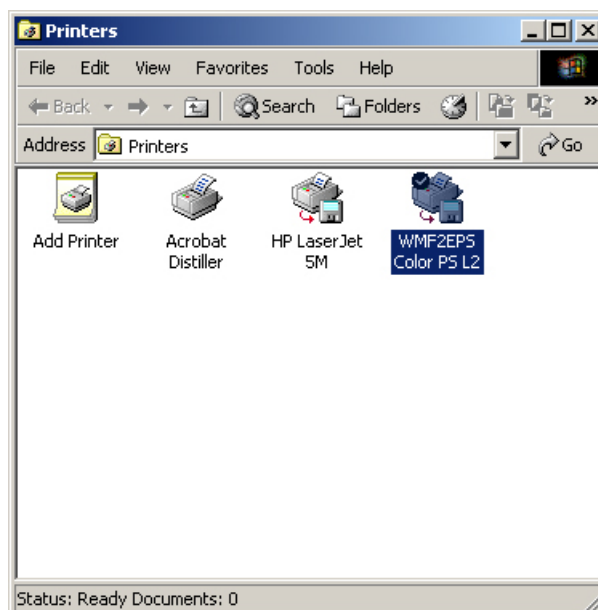 Printers
File Edit View Favorites Tools Help
Back Search Folders »
Address Printers Go
Add Printer Acrobat Distiller HP LaserJet 5M WMF2EPS Color PS L2
Status: Ready Documents: 0